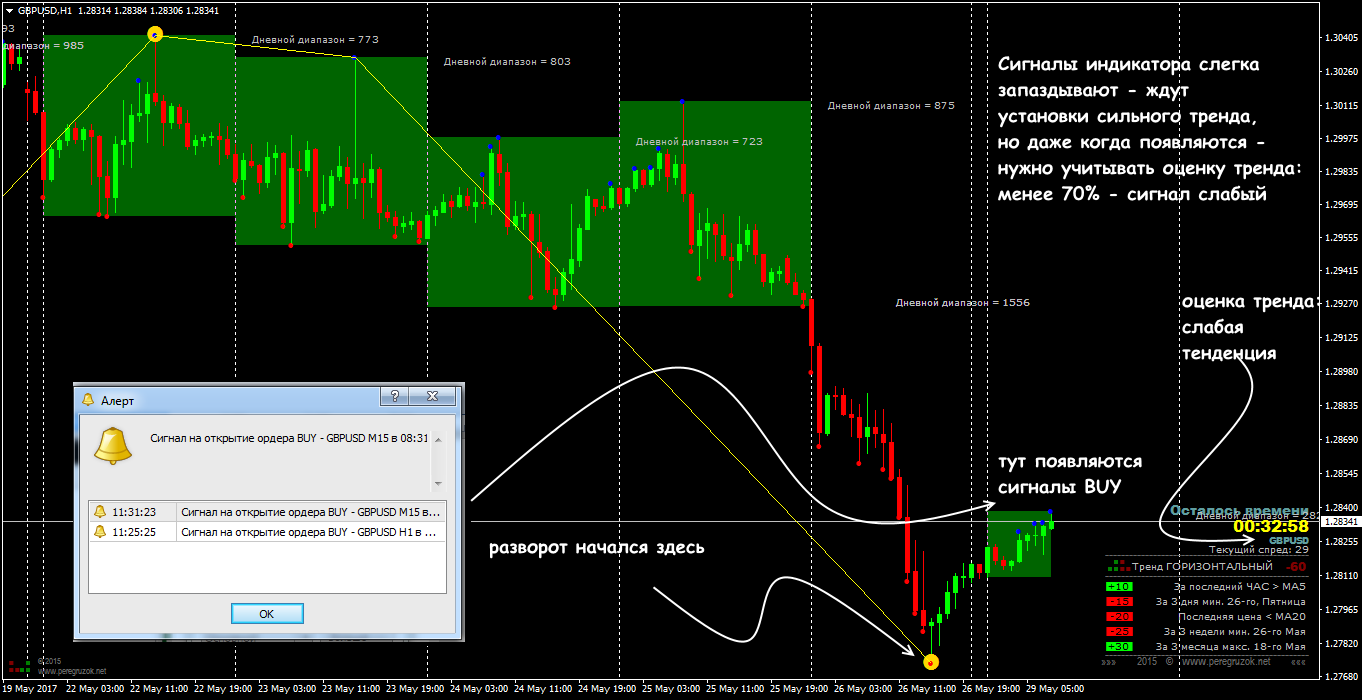 GBPUSD,H1 1.28314 1.28384 1.28306 1.28341
93
диапазон = 985
Дневной диапазон = 773
Дневной диапазон = 803
Дневной диапазон = 723
Дневной диапазон = 875
Дневной диапазон = 1556
Сигналы индикатора слегка
запаздывают - ждут
установки сильного тренда,
но даже когда появляются -
нужно учитывать оценку тренда:
менее 70% - сигнал слабый
оценка тренда:
слабая
тенденция
тут появляются
сигналы BUY
разворот начался здесь
Алерт
?
X
Сигнал на открытие ордера BUY - GBPUSD M15 в 08:31
11:31:23 Сигнал на открытие ордера BUY - GBPUSD M15 в...
11:25:25 Сигнал на открытие ордера BUY - GBPUSD H1 в ...
OK
Осталось времени
Дневной диапазон = 28
00:32:58
GBPUSD
Текущий спред: 29
Тренд ГОРИЗОНТАЛЬНЫЙ -60
+10 За последний ЧАС > MA5
-15 За 3 дня мин. 26-го, Пятница
-20 Последняя цена < MA20
-25 За 3 недели мин. 26-го Мая
+30 За 3 месяца макс. 18-го Мая
»»» 2015 © www.peregruzok.net «««
© 2015
www.peregruzok.net
1.30405
1.30260
1.30115
1.29975
1.29835
1.29695
1.29555
1.29415
1.29270
1.29125
1.28980
1.28835
1.28690
1.28545
1.28400
1.28341
1.28255
1.28110
1.27965
1.27820
1.27680
19 May 2017
22 May 03:00
22 May 11:00
22 May 19:00
23 May 03:00
23 May 11:00
23 May 19:00
24 May 03:00
24 May 11:00
24 May 19:00
25 May 03:00
25 May 11:00
25 May 19:00
26 May 03:00
26 May 11:00
26 May 19:00
29 May 05:00